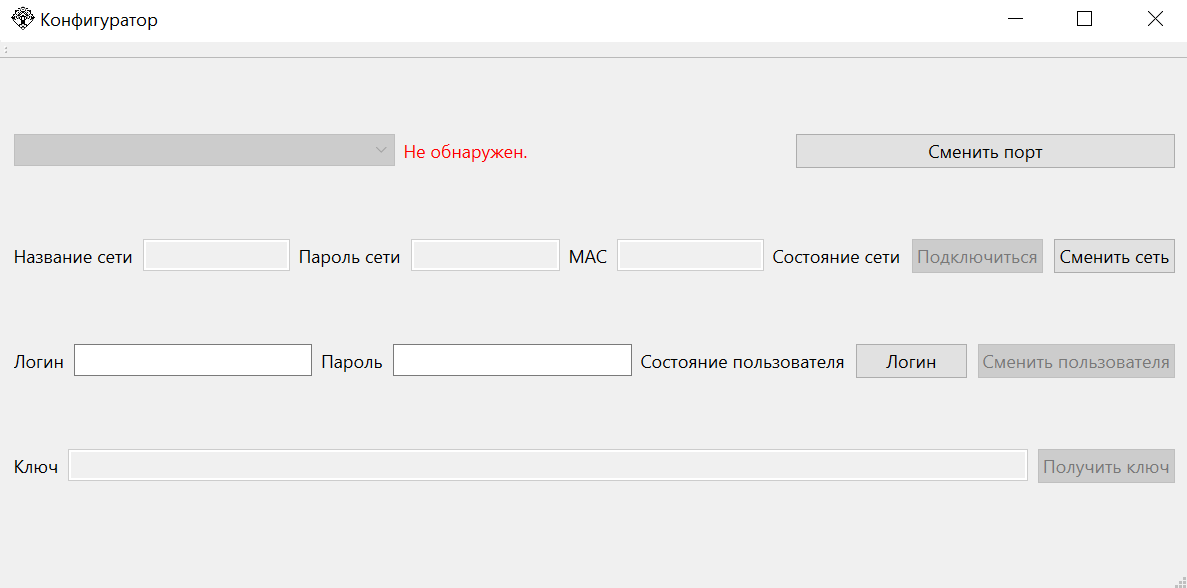 Конфигуратор
Не обнаружен. Сменить порт
Название сети Пароль сети MAC Состояние сети Подключиться Сменить сеть
Логин Пароль Состояние пользователя Логин Сменить пользователя
Ключ Получить ключ